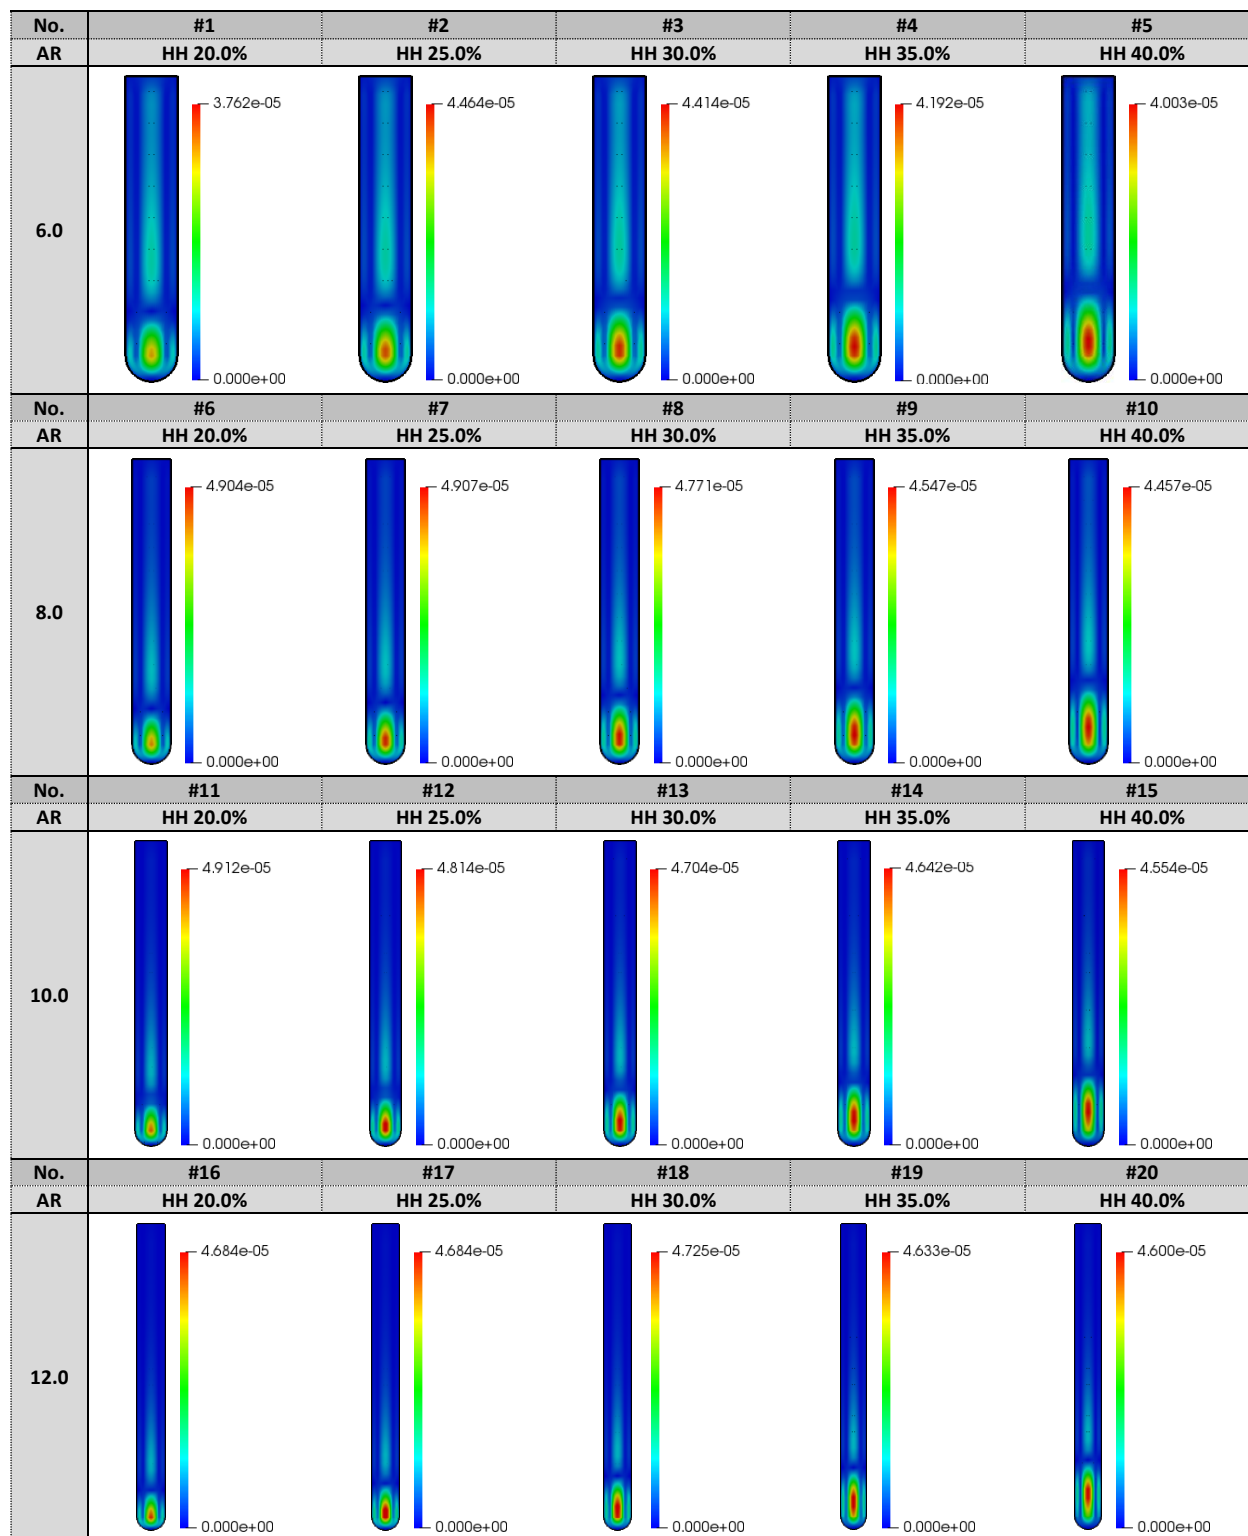 No. #1 #2 #3 #4 #5
AR HH 20.0% HH 25.0% HH 30.0% HH 35.0% HH 40.0%
3.762e-05 4.464e-05 4.414e-05 4.192e-05 4.003e-05
6.0
0.000e+00 0.000e+00 0.000e+00 0.000e+00 0.000e+00
No. #6 #7 #8 #9 #10
AR HH 20.0% HH 25.0% HH 30.0% HH 35.0% HH 40.0%
4.904e-05 4.907e-05 4.771e-05 4.547e-05 4.457e-05
8.0
0.000e+00 0.000e+00 0.000e+00 0.000e+00 0.000e+00
No. #11 #12 #13 #14 #15
AR HH 20.0% HH 25.0% HH 30.0% HH 35.0% HH 40.0%
4.912e-05 4.814e-05 4.704e-05 4.642e-05 4.554e-05
10.0
0.000e+00 0.000e+00 0.000e+00 0.000e+00 0.000e+00
No. #16 #17 #18 #19 #20
AR HH 20.0% HH 25.0% HH 30.0% HH 35.0% HH 40.0%
4.684e-05 4.684e-05 4.725e-05 4.633e-05 4.600e-05
12.0
0.000e+00 0.000e+00 0.000e+00 0.000e+00 0.000e+00